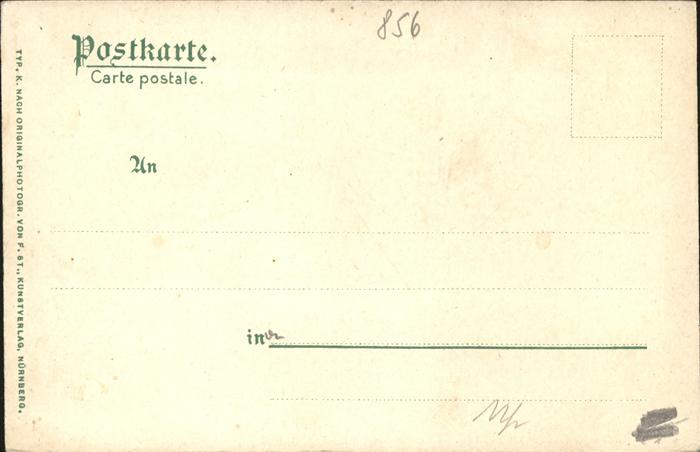 856
Postkarte.
Carte postale.
An
in
TYP. K. NACH ORIGINALPHOTOGR. VON F. ST., KUNSTVERLAG, NÜRNBERG.